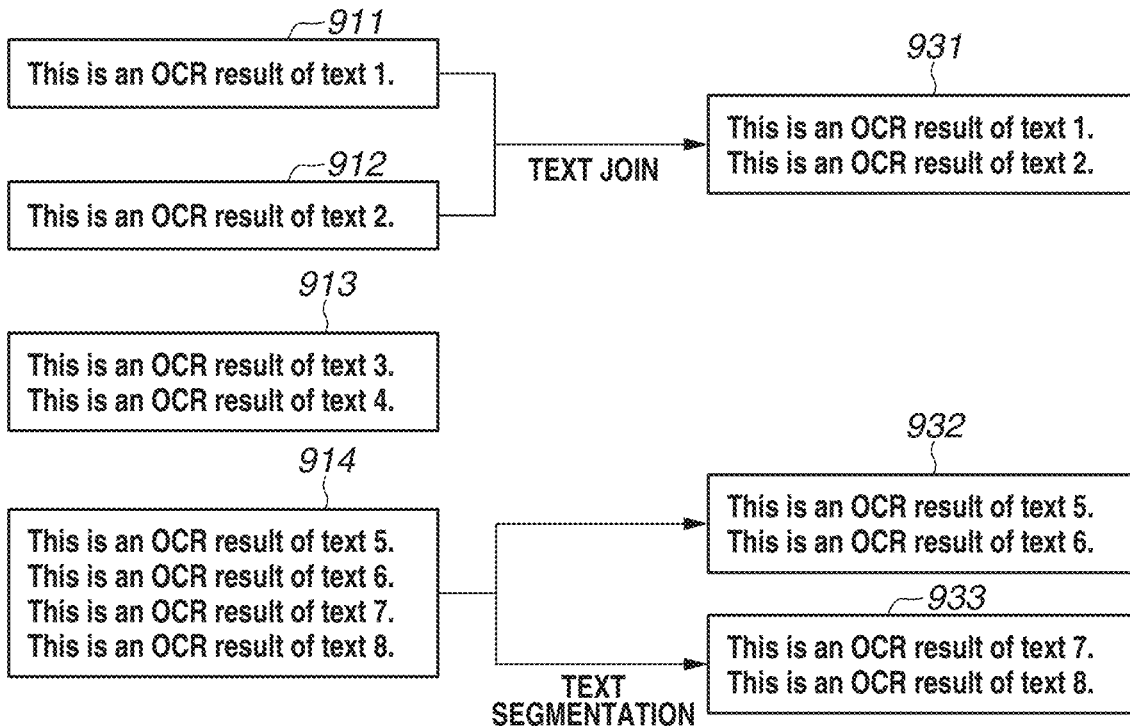 911
This is an OCR result of text 1.
912
This is an OCR result of text 2.
TEXT JOIN
931
This is an OCR result of text 1.
This is an OCR result of text 2.
913
This is an OCR result of text 3.
This is an OCR result of text 4.
914
This is an OCR result of text 5.
This is an OCR result of text 6.
This is an OCR result of text 7.
This is an OCR result of text 8.
932
This is an OCR result of text 5.
This is an OCR result of text 6.
933
This is an OCR result of text 7.
This is an OCR result of text 8.
TEXT
SEGMENTATION